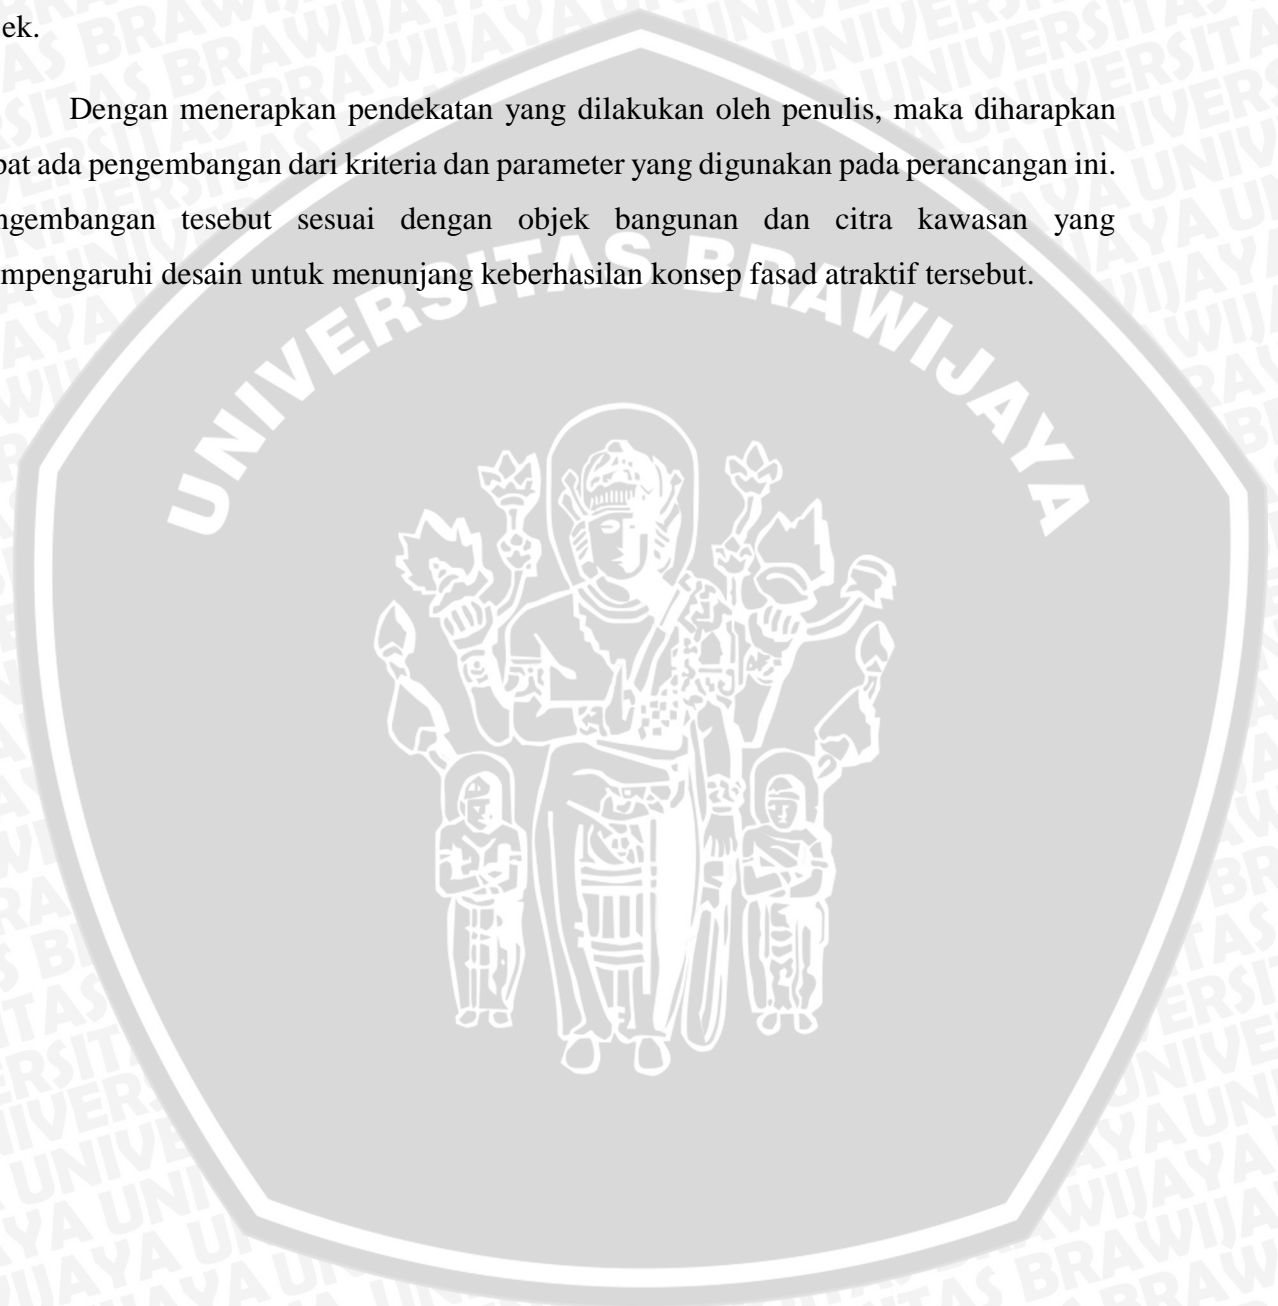 ek.
Dengan menerapkan pendekatan yang dilakukan oleh penulis, maka diharapkan
pat ada pengembangan dari kriteria dan parameter yang digunakan pada perancangan ini.
ngembangan tesebut sesuai dengan objek bangunan dan citra kawasan yang
mpengaruhi desain untuk menunjang keberhasilan konsep fasad atraktif tersebut.
UNIVERSITAS BRAWIJAYA